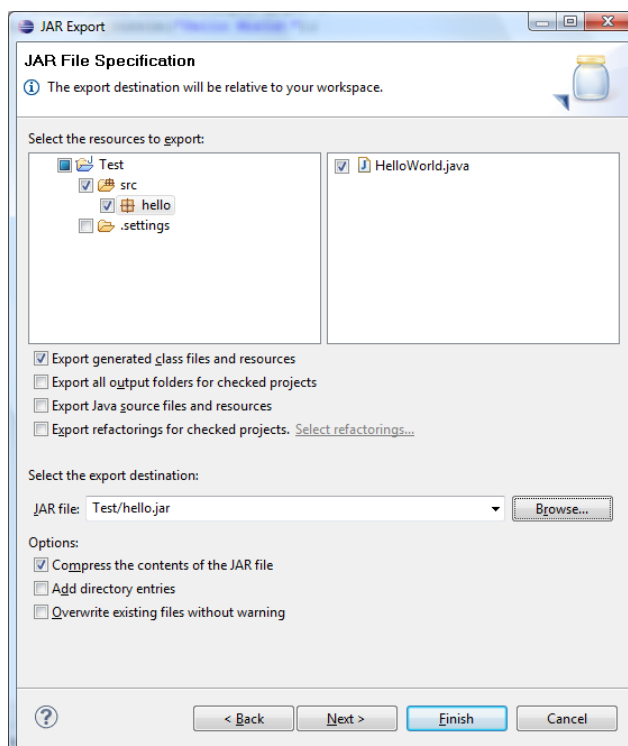 JAR Export
JAR File Specification
The export destination will be relative to your workspace.
Select the resources to export:
Test
src
hello
.settings
HelloWorld.java
Export generated class files and resources
Export all output folders for checked projects
Export Java source files and resources
Export refactorings for checked projects. Select refactorings...
Select the export destination:
JAR file: Test/hello.jar Browse...
Options:
Compress the contents of the JAR file
Add directory entries
Overwrite existing files without warning
? < Back Next > Finish Cancel